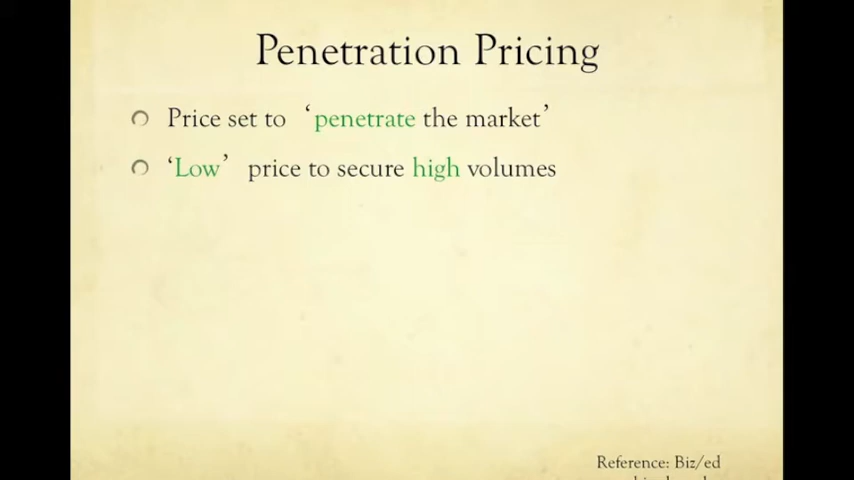 Penetration Pricing
Price set to ‘penetrate the market’
‘Low’ price to secure high volumes
Reference: Biz/ed